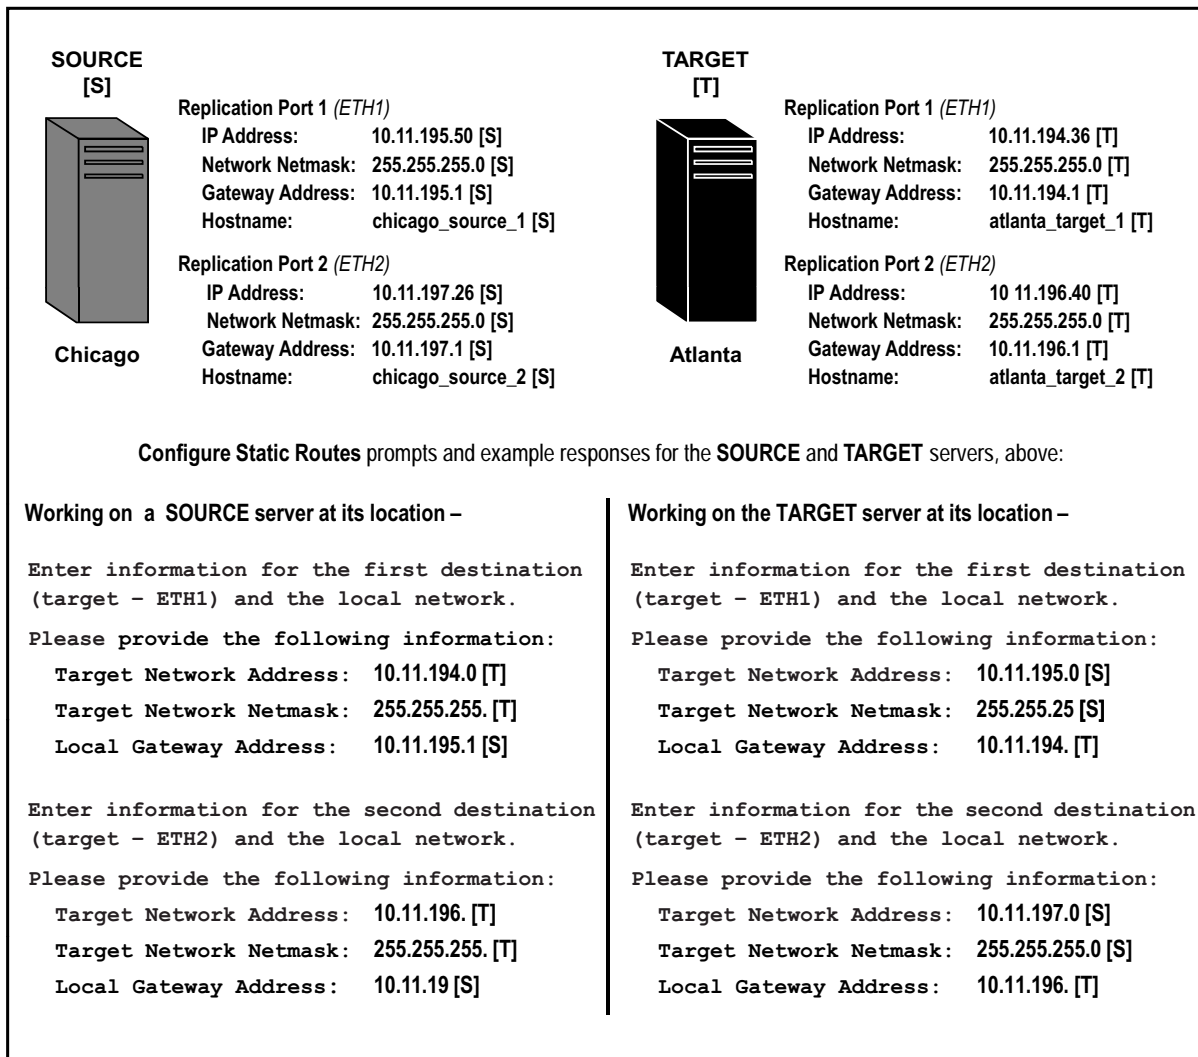 SOURCE
[S]
Replication Port 1 (ETH1)
IP Address: 10.11.195.50 [S]
Network Netmask: 255.255.255.0 [S]
Gateway Address: 10.11.195.1 [S]
Hostname: chicago_source_1 [S]
Replication Port 2 (ETH2)
IP Address: 10.11.197.26 [S]
Network Netmask: 255.255.255.0 [S]
Gateway Address: 10.11.197.1 [S]
Hostname: chicago_source_2 [S]
Chicago
TARGET
[T]
Replication Port 1 (ETH1)
IP Address: 10.11.194.36 [T]
Network Netmask: 255.255.255.0 [T]
Gateway Address: 10.11.194.1 [T]
Hostname: atlanta_target_1 [T]
Replication Port 2 (ETH2)
IP Address: 10 11.196.40 [T]
Network Netmask: 255.255.255.0 [T]
Gateway Address: 10.11.196.1 [T]
Hostname: atlanta_target_2 [T]
Atlanta
Configure Static Routes prompts and example responses for the SOURCE and TARGET servers, above:
Working on a SOURCE server at its location –
Enter information for the first destination
(target – ETH1) and the local network.
Please provide the following information:
Target Network Address: 10.11.194.0 [T]
Target Network Netmask: 255.255.255. [T]
Local Gateway Address: 10.11.195.1 [S]
Enter information for the second destination
(target – ETH2) and the local network.
Please provide the following information:
Target Network Address: 10.11.196. [T]
Target Network Netmask: 255.255.255. [T]
Local Gateway Address: 10.11.19 [S]
Working on the TARGET server at its location –
Enter information for the first destination
(target – ETH1) and the local network.
Please provide the following information:
Target Network Address: 10.11.195.0 [S]
Target Network Netmask: 255.255.25 [S]
Local Gateway Address: 10.11.194. [T]
Enter information for the second destination
(target – ETH2) and the local network.
Please provide the following information:
Target Network Address: 10.11.197.0 [S]
Target Network Netmask: 255.255.255.0 [S]
Local Gateway Address: 10.11.196. [T]